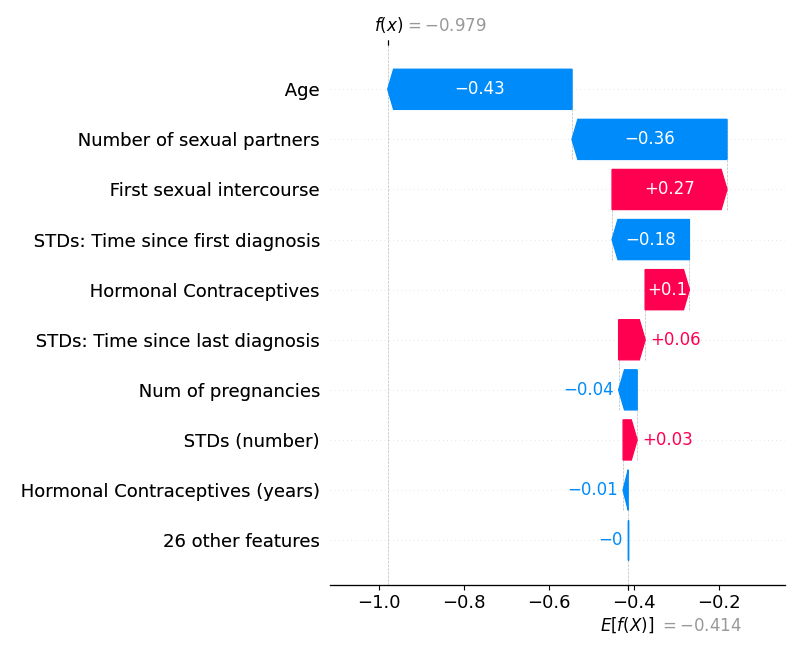 f(x) = −0.979
Age −0.43
Number of sexual partners −0.36
First sexual intercourse +0.27
STDs: Time since first diagnosis −0.18
Hormonal Contraceptives +0.1
STDs: Time since last diagnosis +0.06
Num of pregnancies −0.04
STDs (number) +0.03
Hormonal Contraceptives (years) −0.01
26 other features −0
−1.0 −0.8 −0.6 −0.4 −0.2
E[f(X)] = −0.414